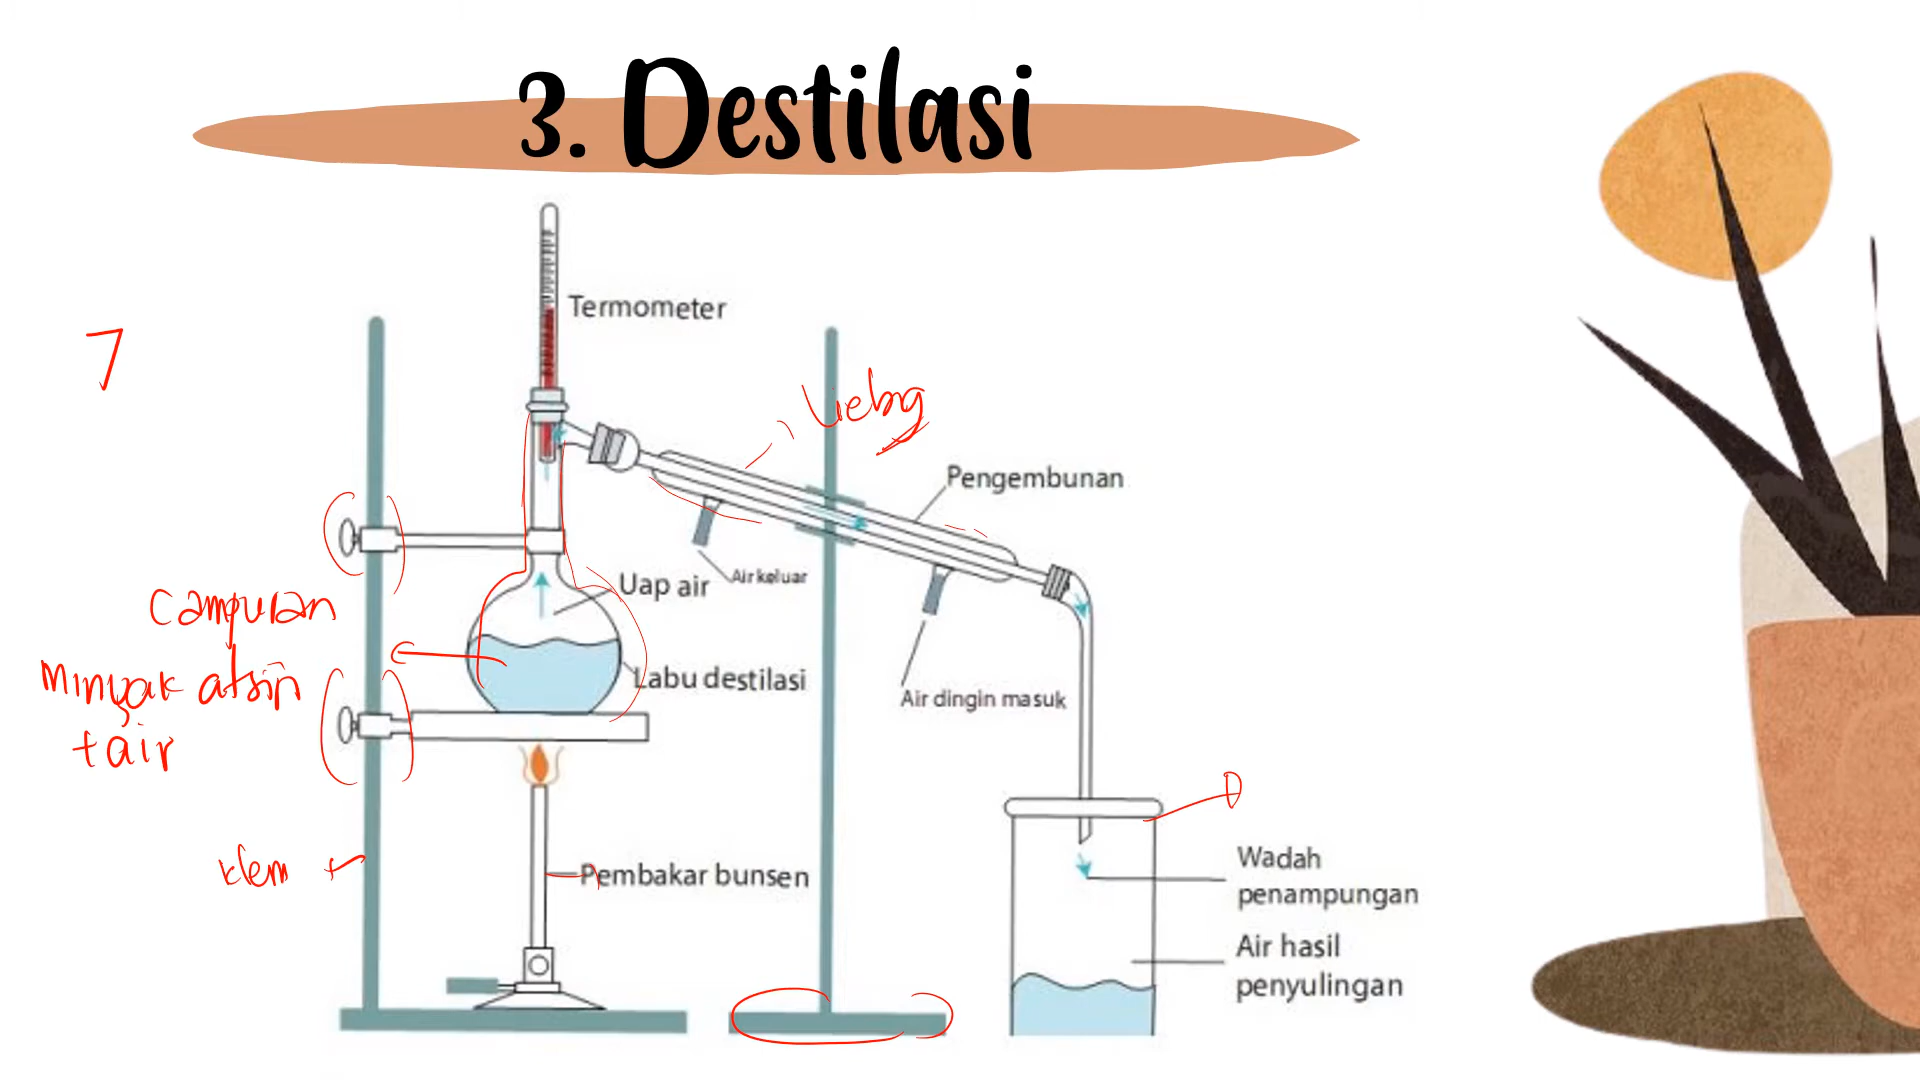 3. Destilasi
Termometer
7
Liebig
Pengembunan
Air keluar
Uap air
Campuran
Minyak atsiri
+ air
Labu destilasi
Air dingin masuk
klem
Pembakar bunsen
Wadah
penampungan
Air hasil
penyulingan